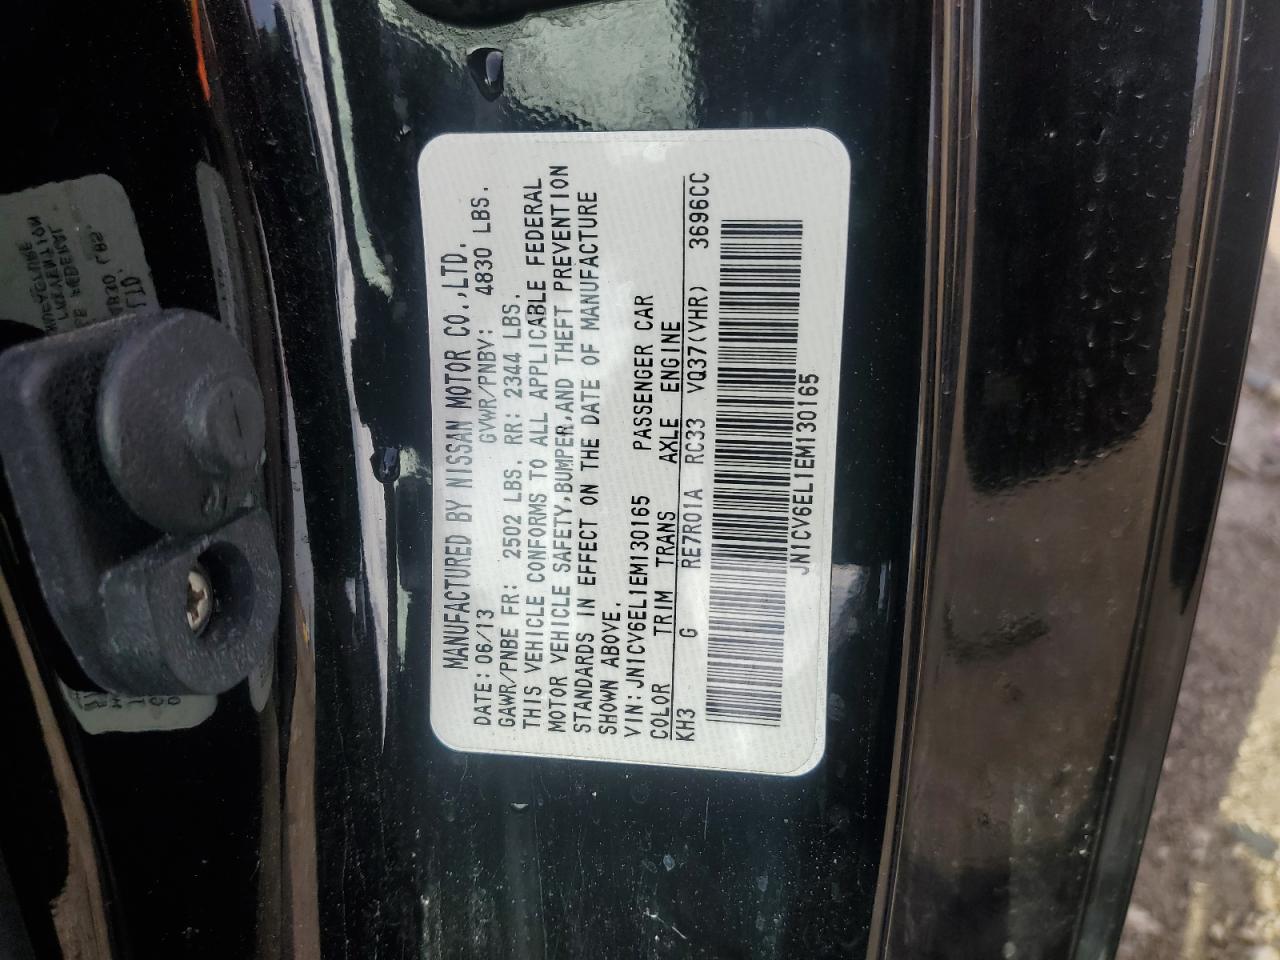 MANUFACTURED BY NISSAN MOTOR CO.,LTD.
DATE: 06/13 GVWR/PNBV: 4830 LBS.
GAWR/PNBE FR: 2502 LBS. RR: 2344 LBS.
THIS VEHICLE CONFORMS TO ALL APPLICABLE FEDERAL
MOTOR VEHICLE SAFETY,BUMPER,AND THEFT PREVENTION
STANDARDS IN EFFECT ON THE DATE OF MANUFACTURE
SHOWN ABOVE.
VIN: JN1CV6EL1EM130165 PASSENGER CAR
COLOR TRIM TRANS AXLE ENGINE
KH3 G RE7R01A RC33 VQ37(VHR) 3696CC
JN1CV6EL1EM130165